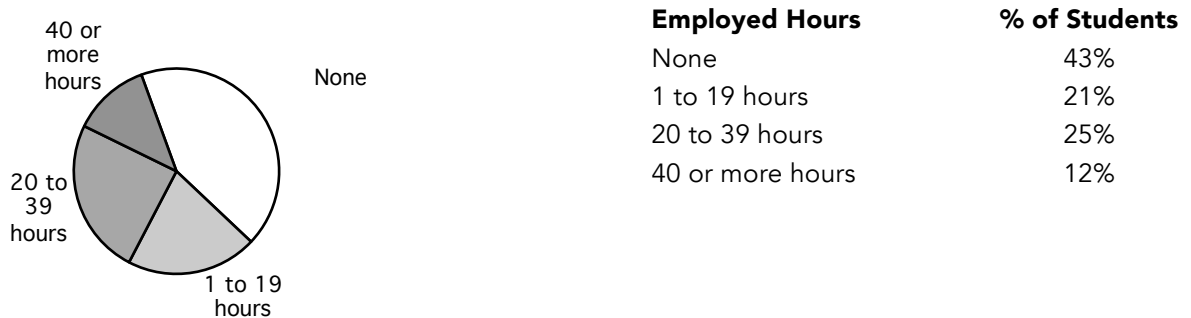 40 or
more
hours
None
20 to
39
hours
1 to 19
hours
Employed Hours % of Students
None 43%
1 to 19 hours 21%
20 to 39 hours 25%
40 or more hours 12%